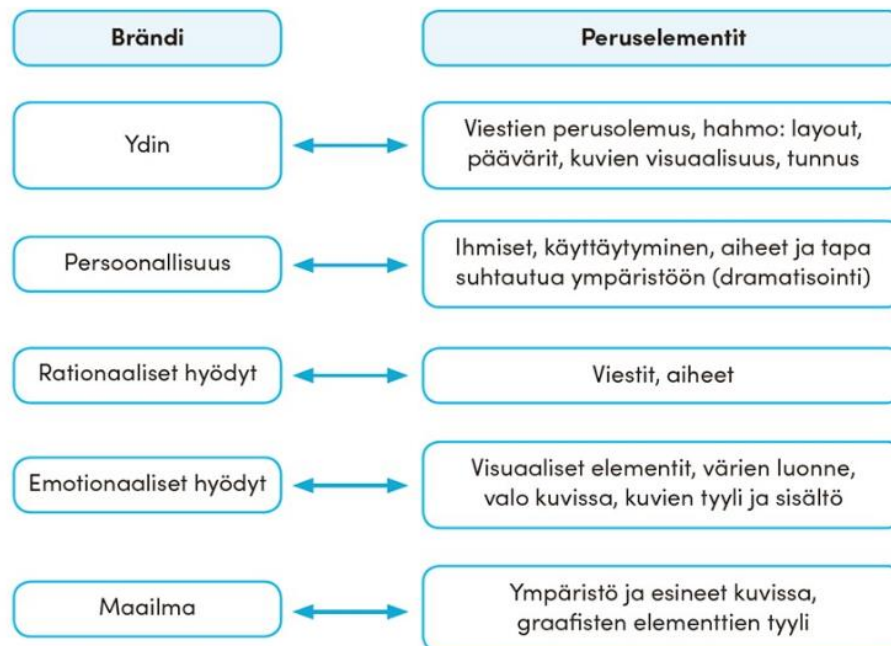 Brändi
Peruselementit
Ydin
Viestien perusolemus, hahmo: layout,
päävärit, kuvien visuaalisuus, tunnus
Persoonallisuus
Ihmiset, käyttäytyminen, aiheet ja tapa
suhtautua ympäristöön (dramatisointi)
Rationaaliset hyödyt
Viestit, aiheet
Emotionaaliset hyödyt
Visuaaliset elementit, värien luonne,
valo kuvissa, kuvien tyyli ja sisältö
Maailma
Ympäristö ja esineet kuvissa,
graafisten elementtien tyyli